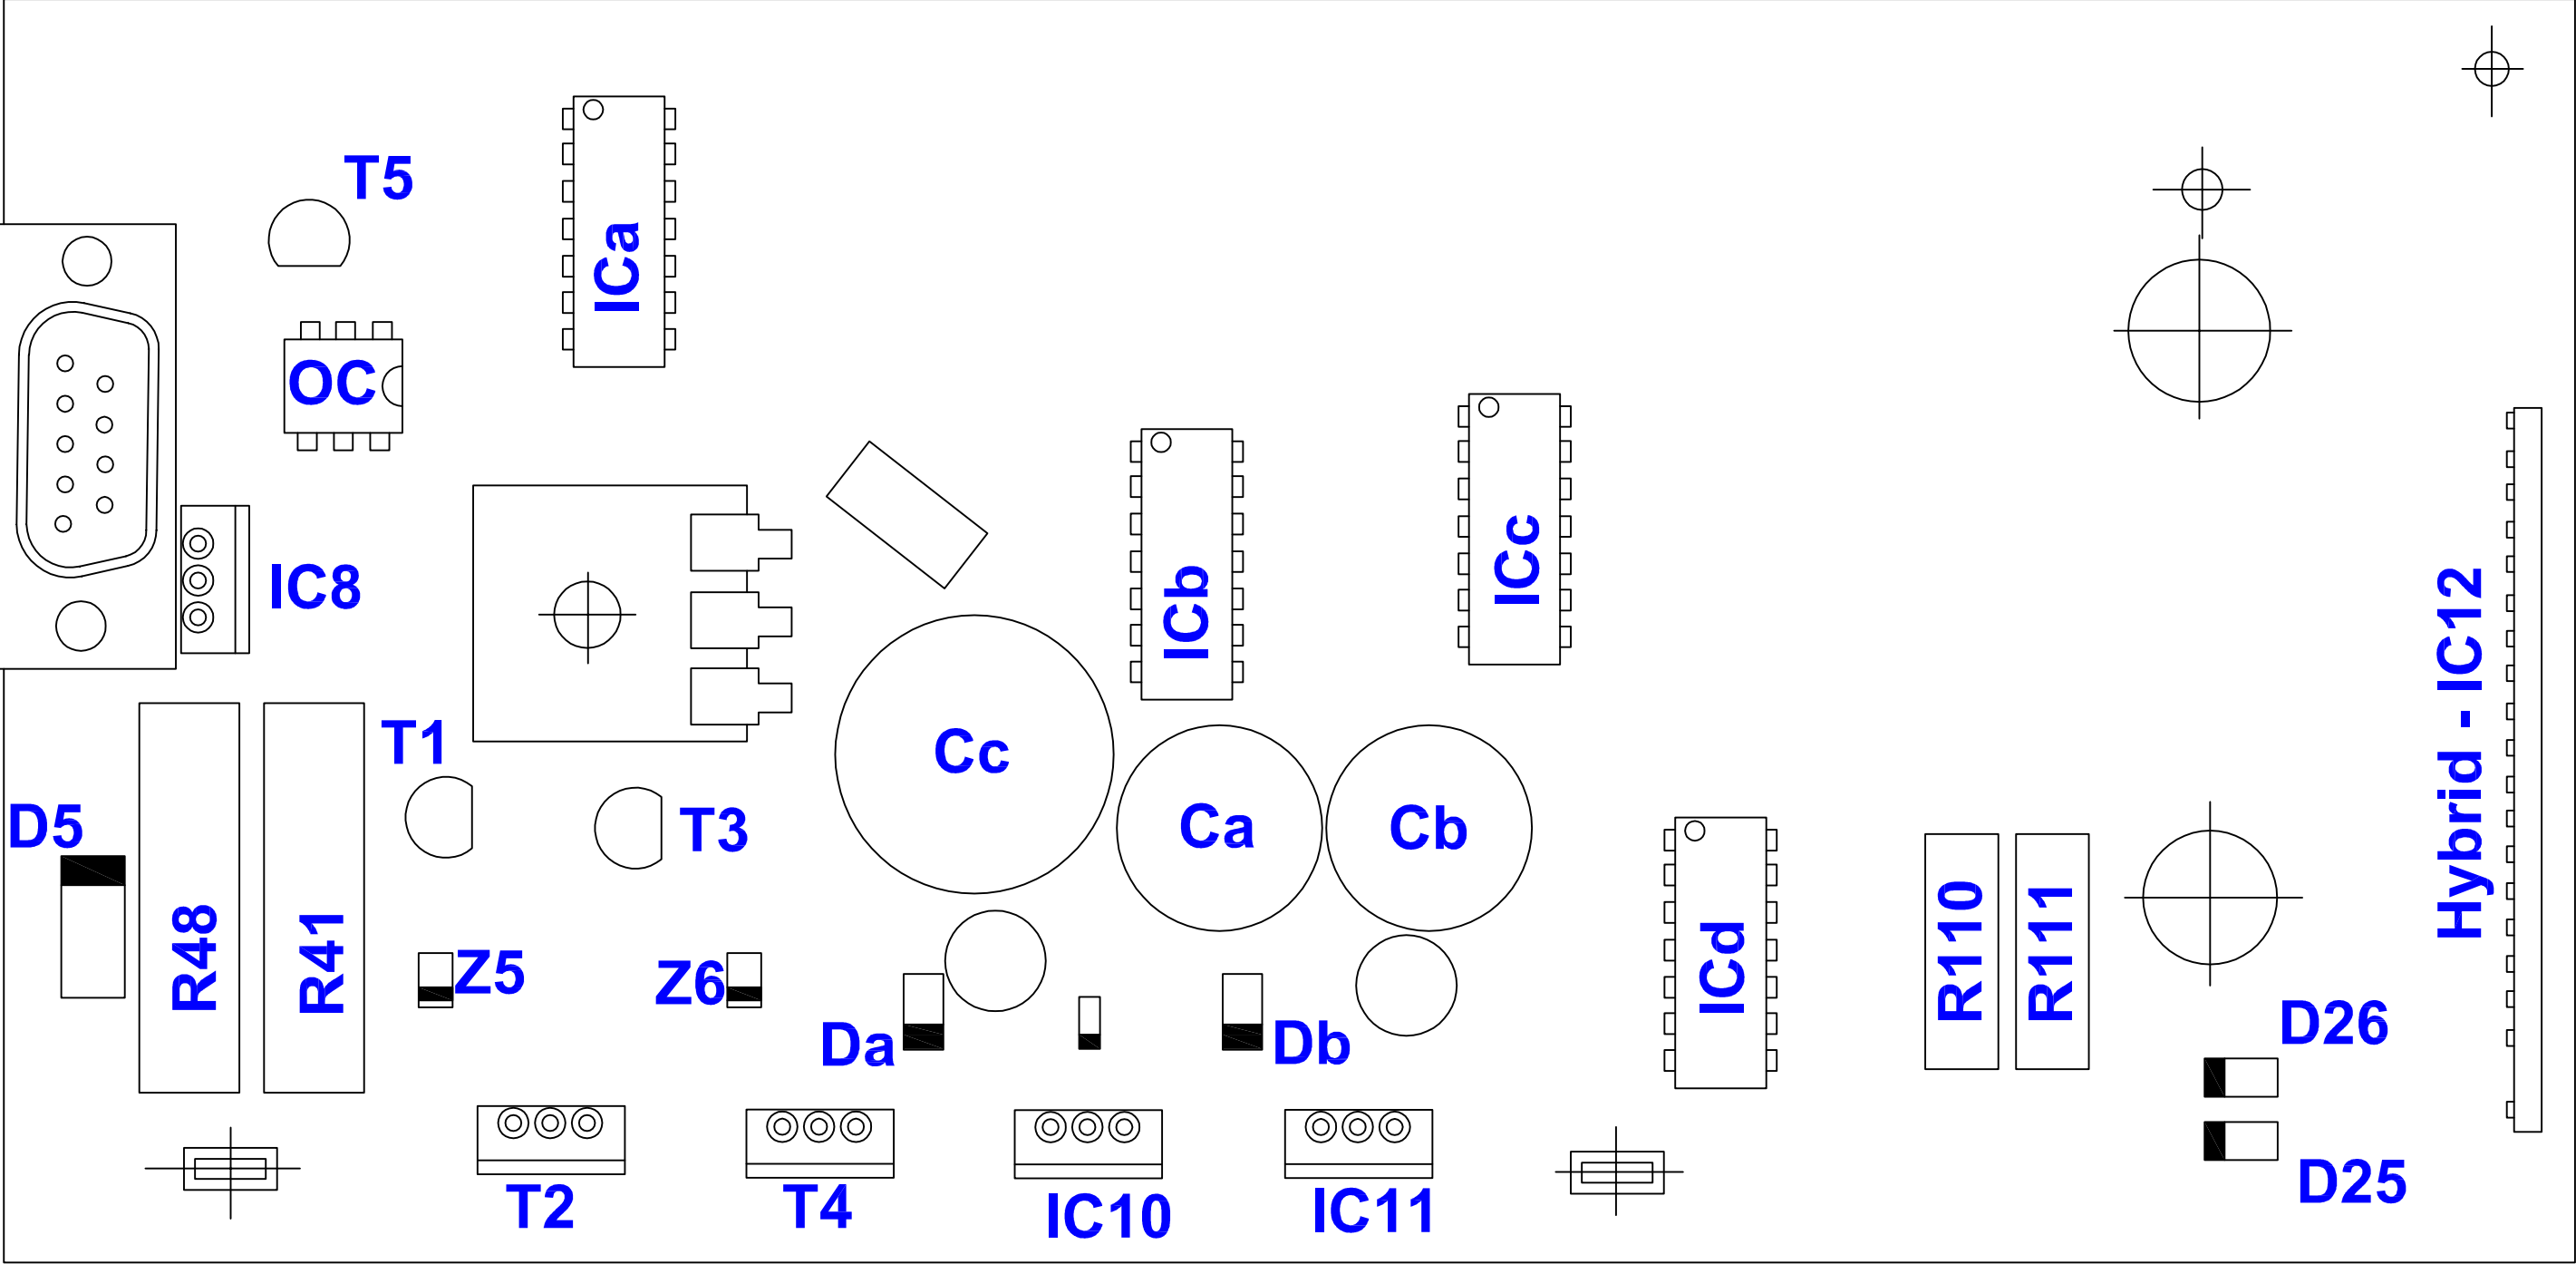 T5
ICa
OC
IC8
ICb
ICc
Hybrid - IC12
T1
D5
T3
Cc
Ca
Cb
R48
R41
Z5
Z6
Da
Db
ICd
R110
R111
D26
D25
T2
T4
IC10
IC11